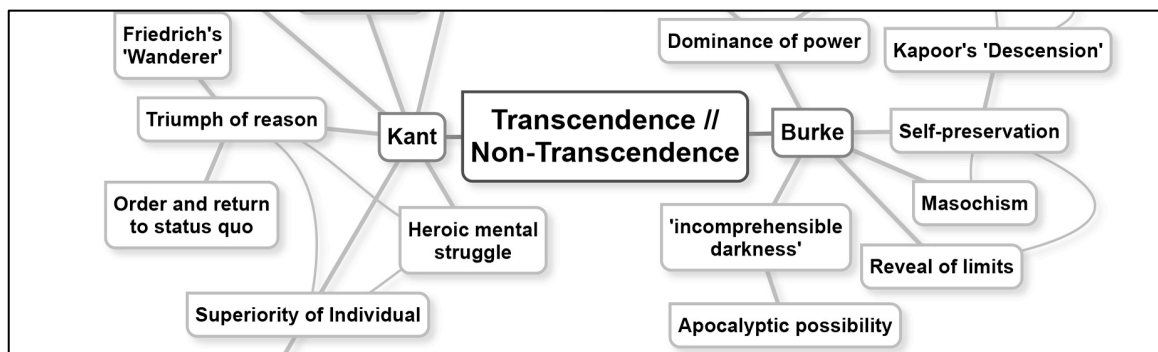 Friedrich's
'Wanderer'
Dominance of power
Kapoor's 'Descension'
Triumph of reason
Kant
Transcendence //
Non-Transcendence
Burke
Self-preservation
Order and return
to status quo
Heroic mental
struggle
'incomprehensible
darkness'
Masochism
Reveal of limits
Superiority of Individual
Apocalyptic possibility